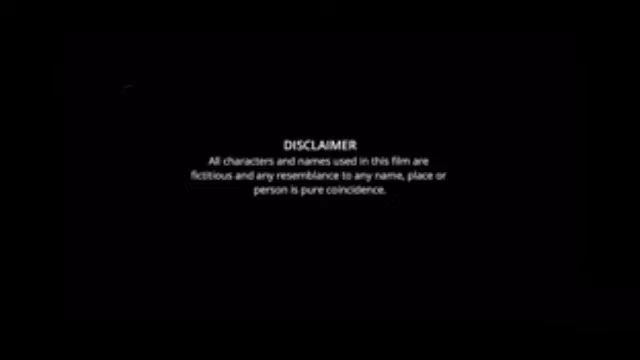 DISCLAIMER
All characters and names used in this film are
fictitious and any resemblance to any name, place or
person is pure coincidence.